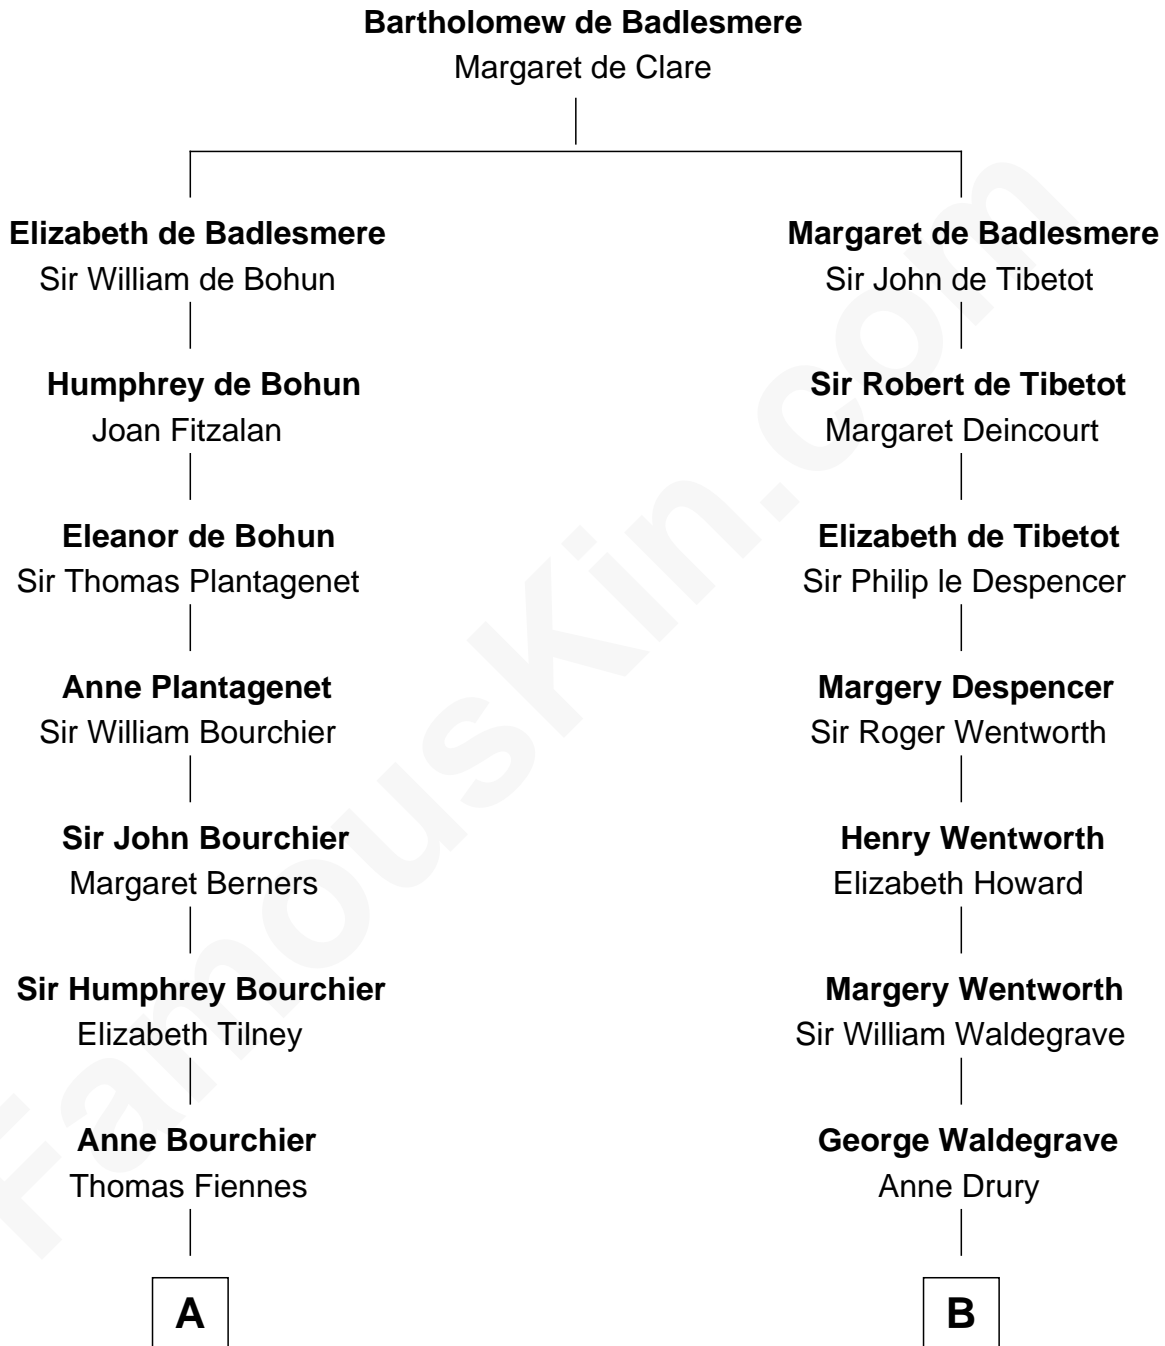 Bartholomew de Badlesmere
Margaret de Clare
Elizabeth de Badlesmere
Sir William de Bohun
Humphrey de Bohun
Joan Fitzalan
Eleanor de Bohun
Sir Thomas Plantagenet
Anne Plantagenet
Sir William Bourchier
Sir John Bourchier
Margaret Berners
Sir Humphrey Bourchier
Elizabeth Tilney
Anne Bourchier
Thomas Fiennes
A
Margaret de Badlesmere
Sir John de Tibetot
Sir Robert de Tibetot
Margaret Deincourt
Elizabeth de Tibetot
Sir Philip le Despencer
Margery Despencer
Sir Roger Wentworth
Henry Wentworth
Elizabeth Howard
Margery Wentworth
Sir William Waldegrave
George Waldegrave
Anne Drury
B
FamousKin.com